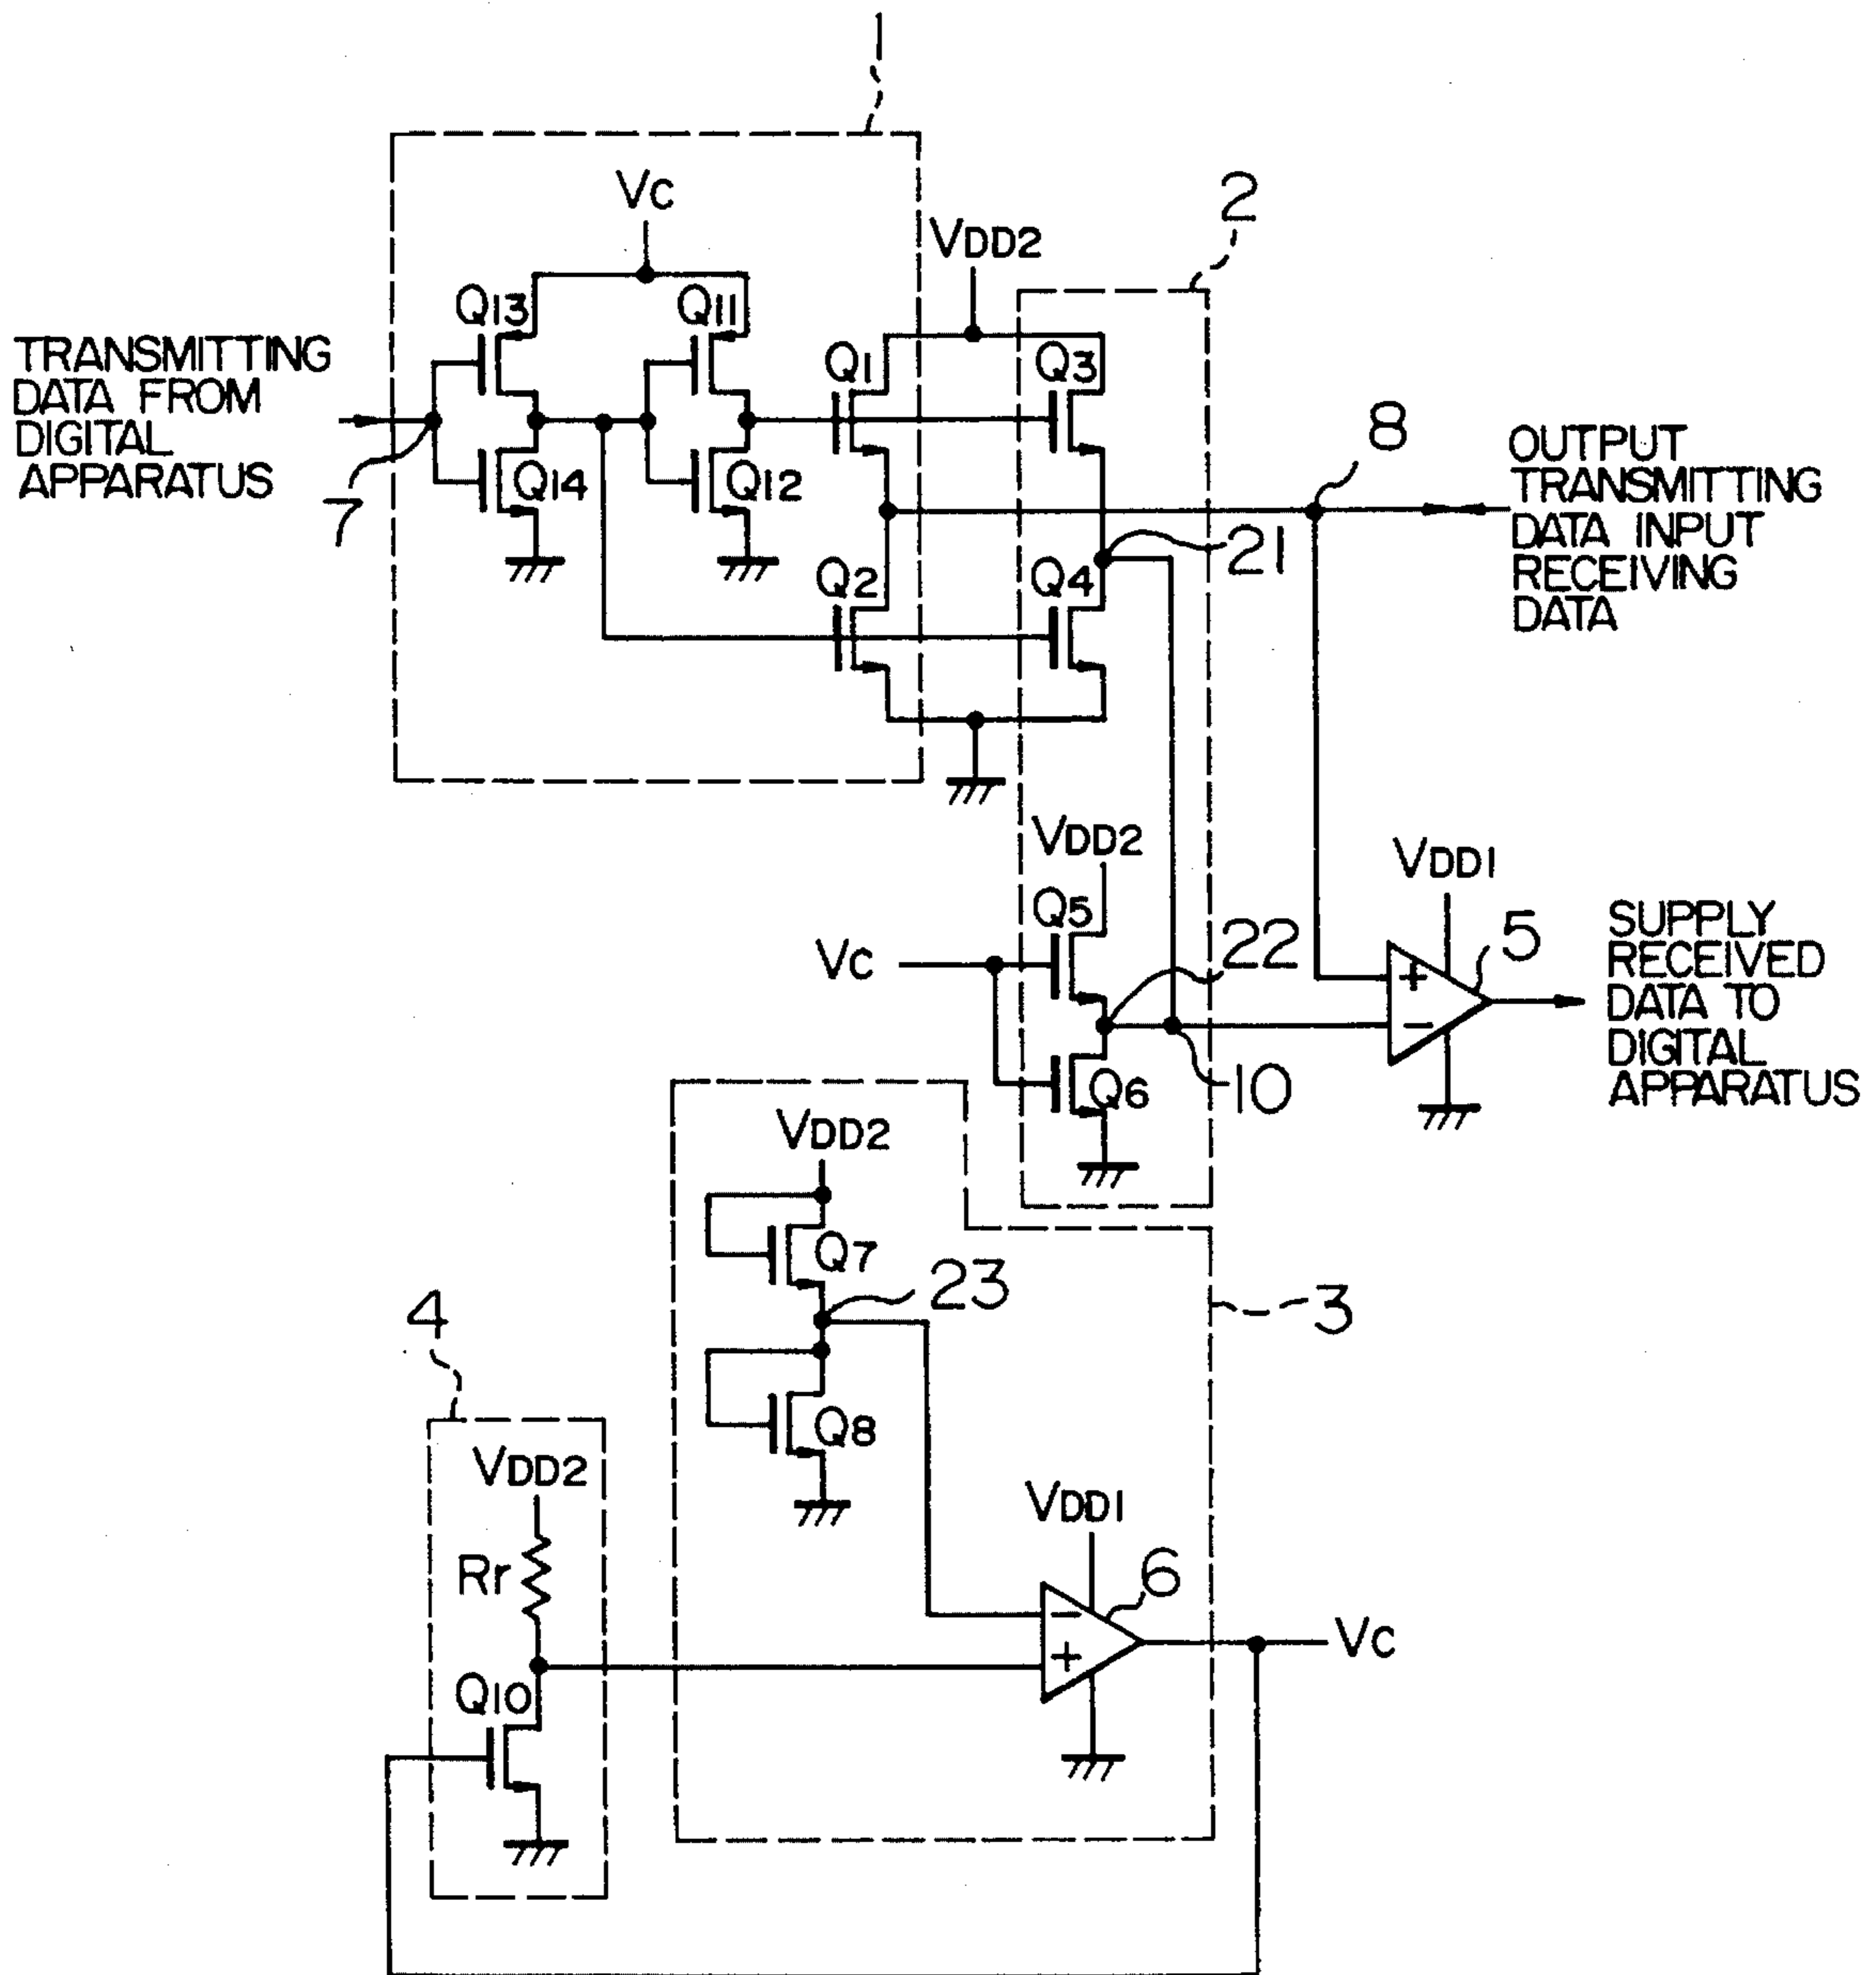 1
VC
2
VDD2
Q13
Q11
TRANSMITTING
DATA FROM
DIGITAL
APPARATUS
Q1
Q3
8
OUTPUT
TRANSMITTING
DATA INPUT
RECEIVING
DATA
7
Q14
Q12
21
Q2
Q4
VDD2
VDD1
Q5
22
5
SUPPLY
RECEIVED
DATA TO
DIGITAL
APPARATUS
VC
+
-
Q6
10
VDD2
Q7
23
3
4
Q8
VDD2
VDD1
Rr
6
-
+
VC
Q10